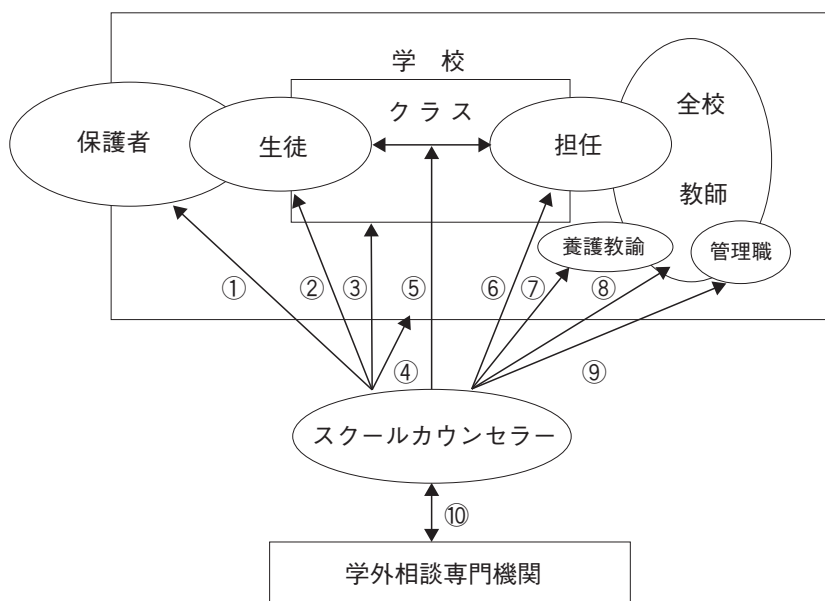 学校
クラス
保護者
生徒
担任
全校
教師
養護教諭
管理職
①
②
③
⑤
⑥
⑦
⑧
④
⑨
スクールカウンセラー
⑩
学外相談専門機関